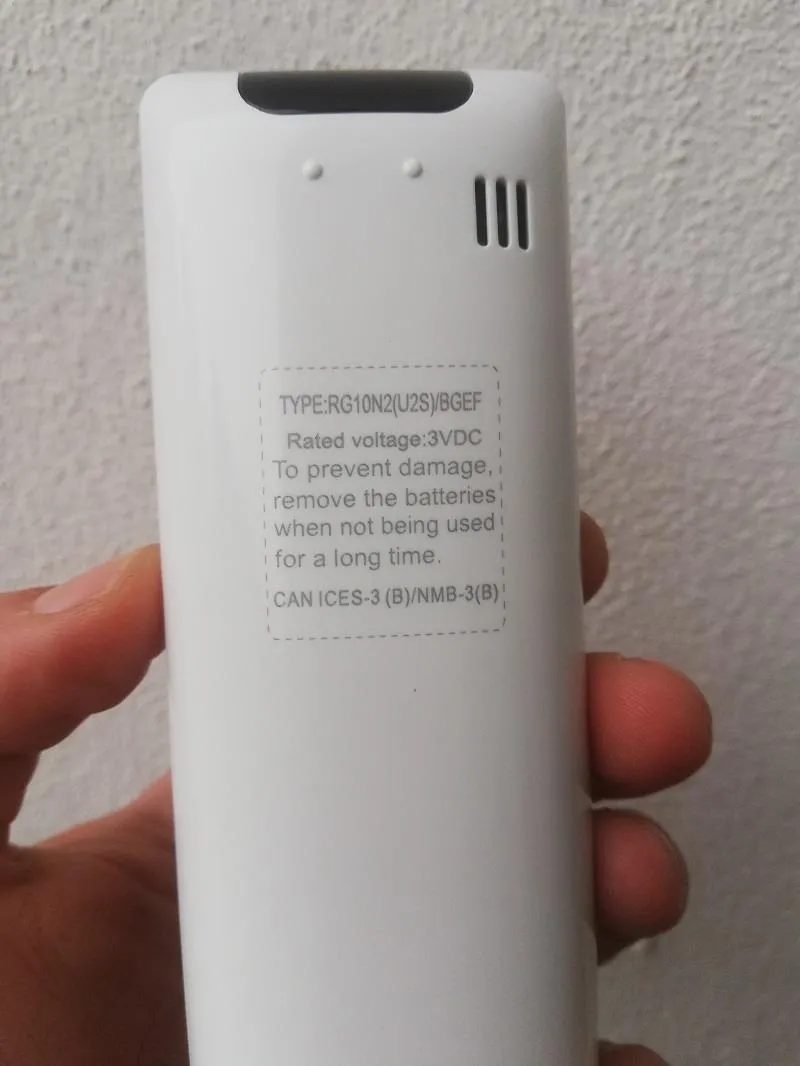 TYPE:RG10N2(U2S)/BGEF
Rated voltage:3VDC
To prevent damage,
remove the batteries
when not being used
for a long time.
CAN ICES-3 (B)/NMB-3(B)